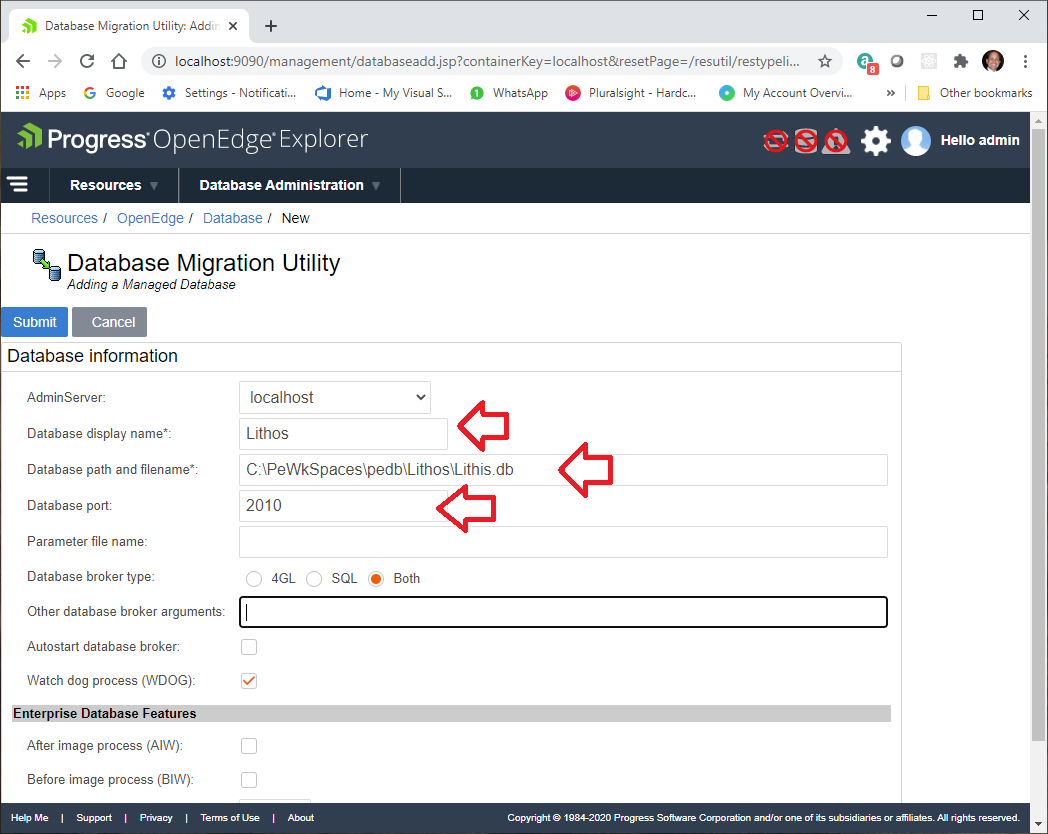 Database Migration Utility: Addin
localhost:9090/management/databaseadd.jsp?containerKey=localhost&resetPage=/resutil/restypeli...
a 8
Apps Google Settings - Notificati... Home - My Visual S... 1 WhatsApp Pluralsight - Hardc... My Account Overvi... » Other bookmarks
Progress OpenEdge Explorer
Hello admin
Resources Database Administration
Resources / OpenEdge / Database / New
Database Migration Utility
Adding a Managed Database
Submit Cancel
Database information
AdminServer: localhost
Database display name*: Lithos
Database path and filename*: C:\PeWkSpaces\pedb\Lithos\Lithis.db
Database port: 2010
Parameter file name:
Database broker type: 4GL SQL Both
Other database broker arguments:
Autostart database broker:
Watch dog process (WDOG):
Enterprise Database Features
After image process (AIW):
Before image process (BIW):
Help Me | Support | Privacy | Terms of Use | About Copyright © 1984-2020 Progress Software Corporation and/or one of its subsidiaries or affiliates. All rights reserved.